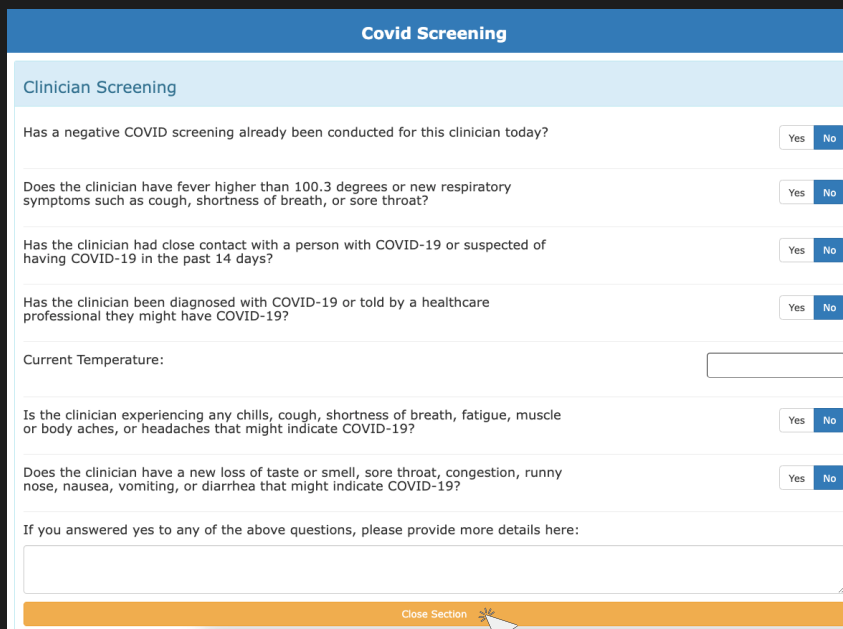 Covid Screening
Clinician Screening
Has a negative COVID screening already been conducted for this clinician today?
Yes No
Does the clinician have fever higher than 100.3 degrees or new respiratory
symptoms such as cough, shortness of breath, or sore throat?
Yes No
Has the clinician had close contact with a person with COVID-19 or suspected of
having COVID-19 in the past 14 days?
Yes No
Has the clinician been diagnosed with COVID-19 or told by a healthcare
professional they might have COVID-19?
Yes No
Current Temperature:
Is the clinician experiencing any chills, cough, shortness of breath, fatigue, muscle
or body aches, or headaches that might indicate COVID-19?
Yes No
Does the clinician have a new loss of taste or smell, sore throat, congestion, runny
nose, nausea, vomiting, or diarrhea that might indicate COVID-19?
Yes No
If you answered yes to any of the above questions, please provide more details here:
Close Section